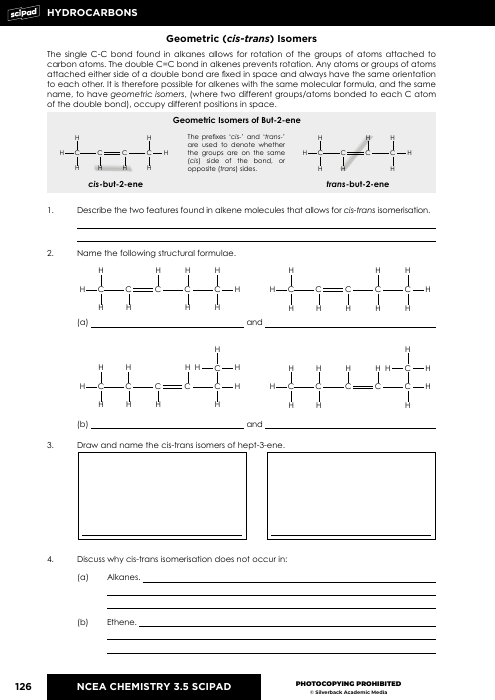 scipad HYDROCARBONS
Geometric (cis-trans) Isomers
The single C-C bond found in alkanes allows for rotation of the groups of atoms attached to
carbon atoms. The double C=C bond in alkenes prevents rotation. Any atoms or groups of atoms
attached either side of a double bond are fixed in space and always have the same orientation
to each other. It is therefore possible for alkenes with the same molecular formula, and the same
name, to have geometric isomers, (where two different groups/atoms bonded to each C atom
of the double bond), occupy different positions in space.
Geometric Isomers of But-2-ene
H H
H C C C C H
H H H H
cis-but-2-ene
The prefixes 'cis-' and 'trans-'
are used to denote whether
the groups are on the same
(cis) side of the bond, or
opposite (trans) sides.
H H H
H C C C C H
H H H
trans-but-2-ene
1. Describe the two features found in alkene molecules that allows for cis-trans isomerisation.
2. Name the following structural formulae.
H H H H
H C C C C C H
H H H H
H H H
H C C C C C H
H H H H H
(a) and
H
H H H H C H
H C C C C C H
H H H H
H
H H H H H C H
H C C C C C H
H H H
(b) and
3. Draw and name the cis-trans isomers of hept-3-ene.
4. Discuss why cis-trans isomerisation does not occur in:
(a) Alkanes.
(b) Ethene.
126 NCEA CHEMISTRY 3.5 SCIPAD
PHOTOCOPYING PROHIBITED
© Silverback Academic Media